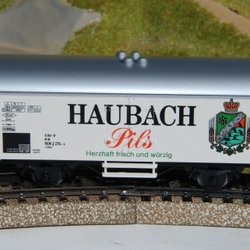 HAUBACH
Pils
Herzhaft frisch und würzig